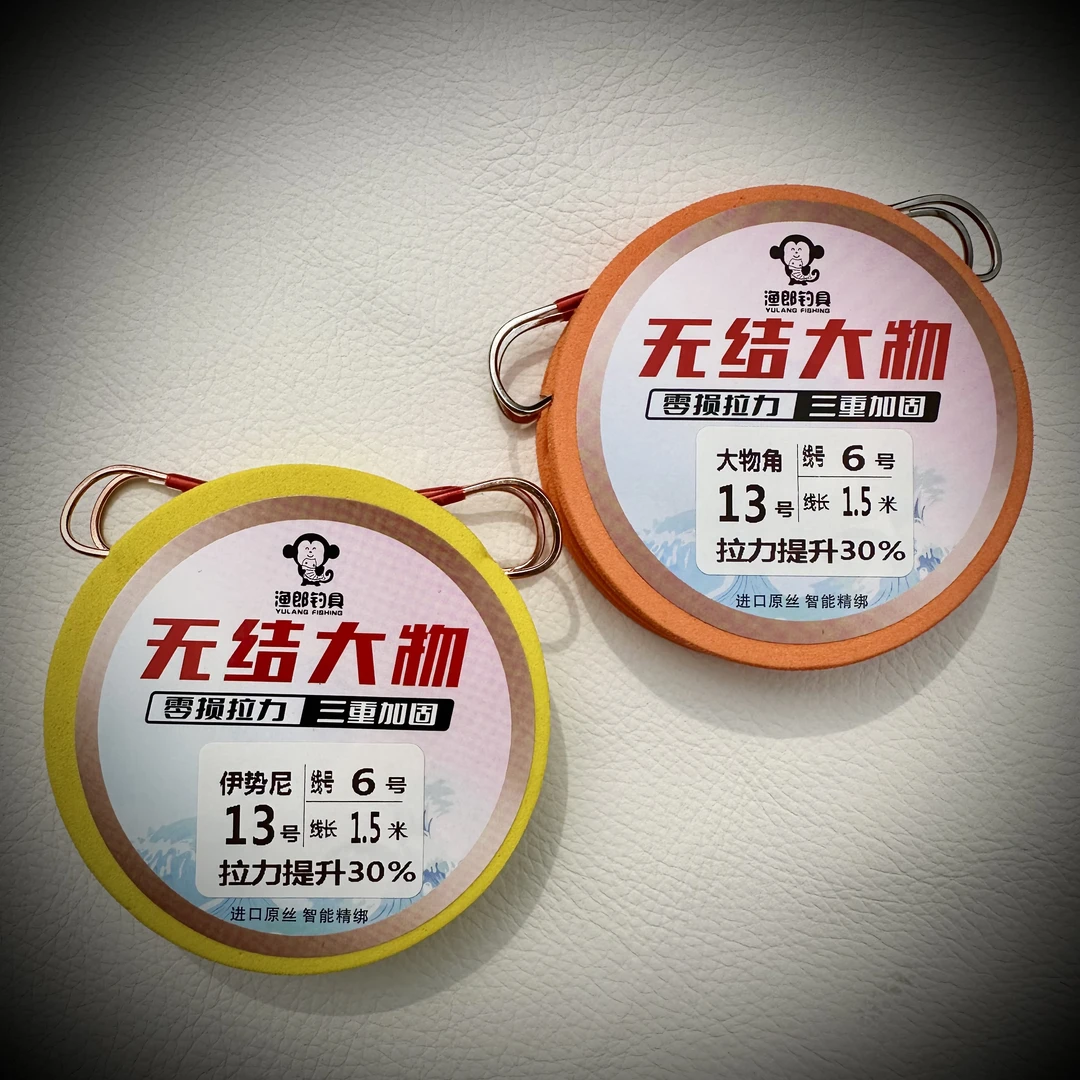 渔郎钓具
YULANG FISHING
无结大物
零损拉力 三重加固
大物角 线号 6 号
13 号 线长 1.5 米
拉力提升30%
进口原丝 智能精绑
渔郎钓具
YULANG FISHING
无结大物
零损拉力 三重加固
伊势尼 线号 6 号
13 号 线长 1.5 米
拉力提升30%
进口原丝 智能精绑